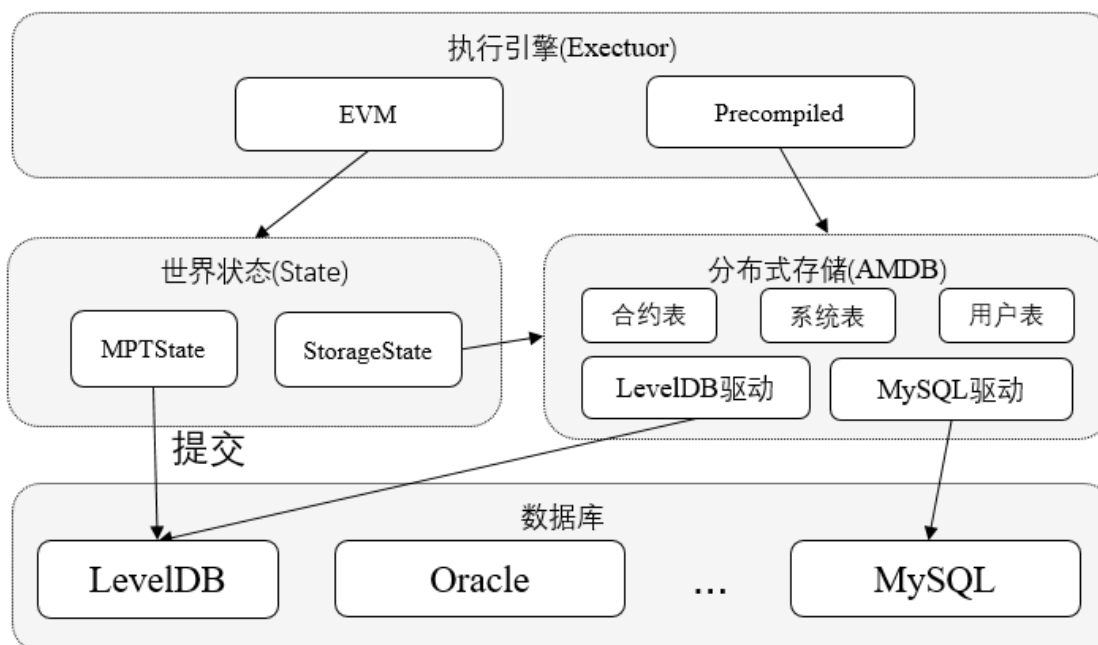 执行引擎(Exectuor)
EVM
Precompiled
世界状态(State)
MPTState
StorageState
分布式存储(AMDB)
合约表
系统表
用户表
LevelDB驱动
MySQL驱动
提交
数据库
LevelDB
Oracle
...
MySQL